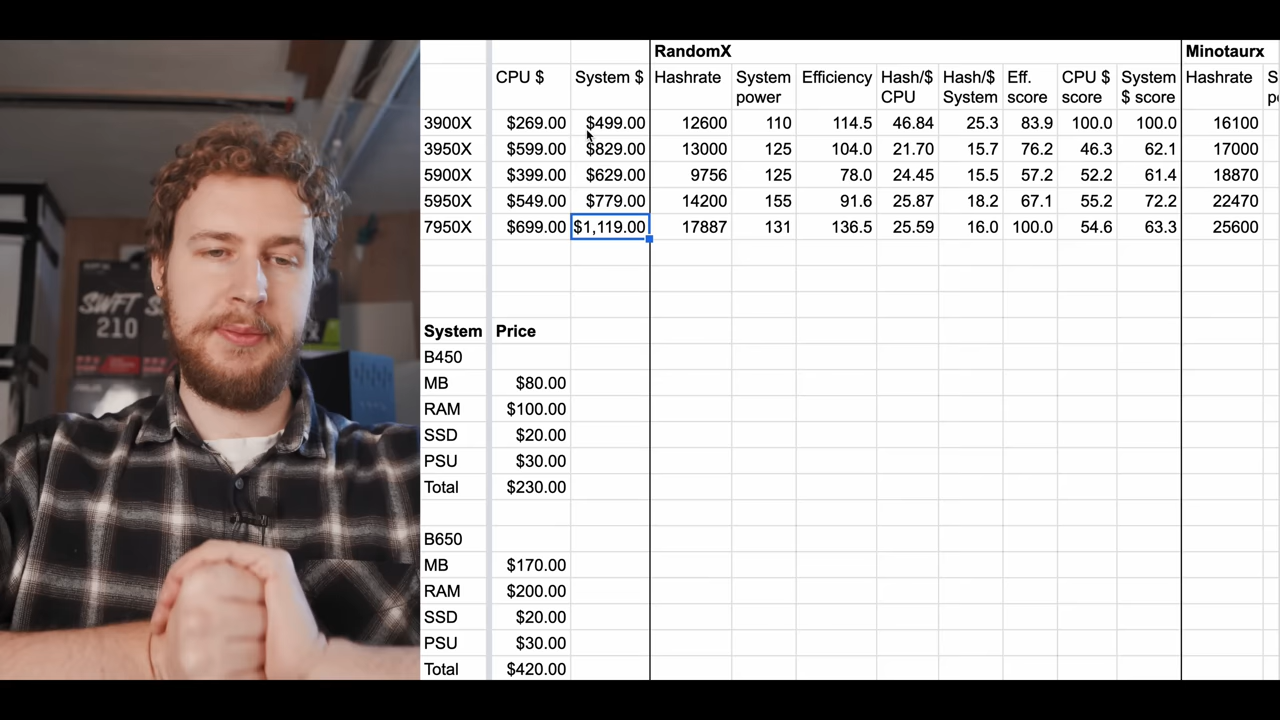 RandomX Minotaurx
CPU $ System $ Hashrate System power Efficiency Hash/$ CPU Hash/$ System Eff. score CPU $ score System $ score Hashrate
3900X $269.00 $499.00 12600 110 114.5 46.84 25.3 83.9 100.0 100.0 16100
3950X $599.00 $829.00 13000 125 104.0 21.70 15.7 76.2 46.3 62.1 17000
5900X $399.00 $629.00 9756 125 78.0 24.45 15.5 57.2 52.2 61.4 18870
5950X $549.00 $779.00 14200 155 91.6 25.87 18.2 67.1 55.2 72.2 22470
7950X $699.00 $1,119.00 17887 131 136.5 25.59 16.0 100.0 54.6 63.3 25600
System Price
B450
MB $80.00
RAM $100.00
SSD $20.00
PSU $30.00
Total $230.00
B650
MB $170.00
RAM $200.00
SSD $20.00
PSU $30.00
Total $420.00
SWFT
210